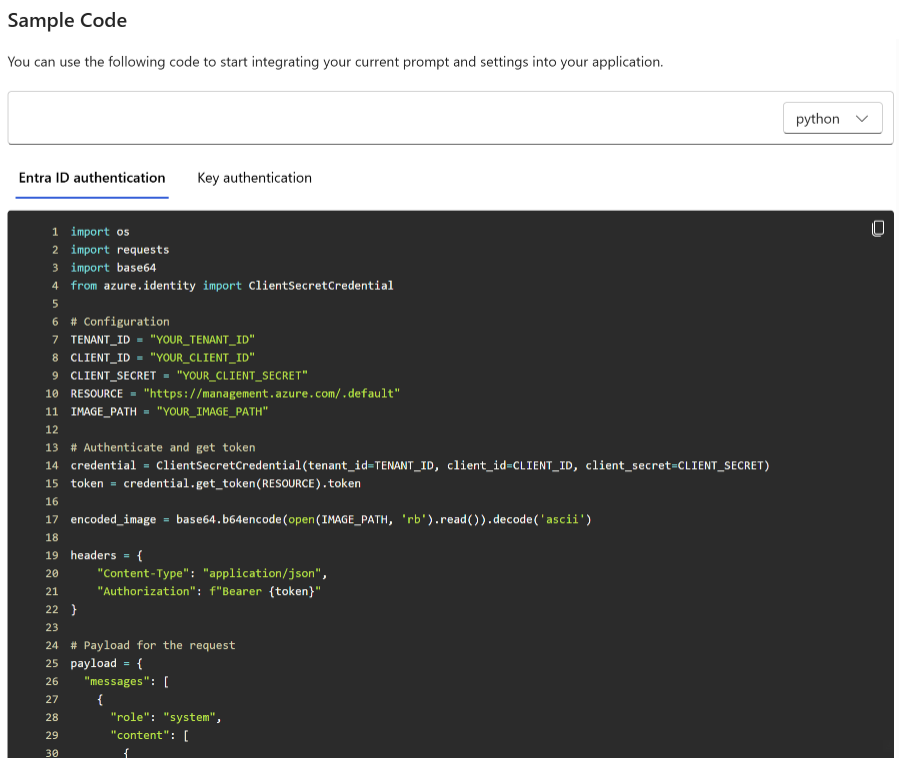 Sample Code
You can use the following code to start integrating your current prompt and settings into your application.
python
Entra ID authentication Key authentication
1 import os
2 import requests
3 import base64
4 from azure.identity import ClientSecretCredential
5
6 # Configuration
7 TENANT_ID = "YOUR_TENANT_ID"
8 CLIENT_ID = "YOUR_CLIENT_ID"
9 CLIENT_SECRET = "YOUR_CLIENT_SECRET"
10 RESOURCE = "https://management.azure.com/.default"
11 IMAGE_PATH = "YOUR_IMAGE_PATH"
12
13 # Authenticate and get token
14 credential = ClientSecretCredential(tenant_id=TENANT_ID, client_id=CLIENT_ID, client_secret=CLIENT_SECRET)
15 token = credential.get_token(RESOURCE).token
16
17 encoded_image = base64.b64encode(open(IMAGE_PATH, 'rb').read()).decode('ascii')
18
19 headers = {
20     "Content-Type": "application/json",
21     "Authorization": f"Bearer {token}"
22 }
23
24 # Payload for the request
25 payload = {
26   "messages": [
27     {
28       "role": "system",
29       "content": [
30         {